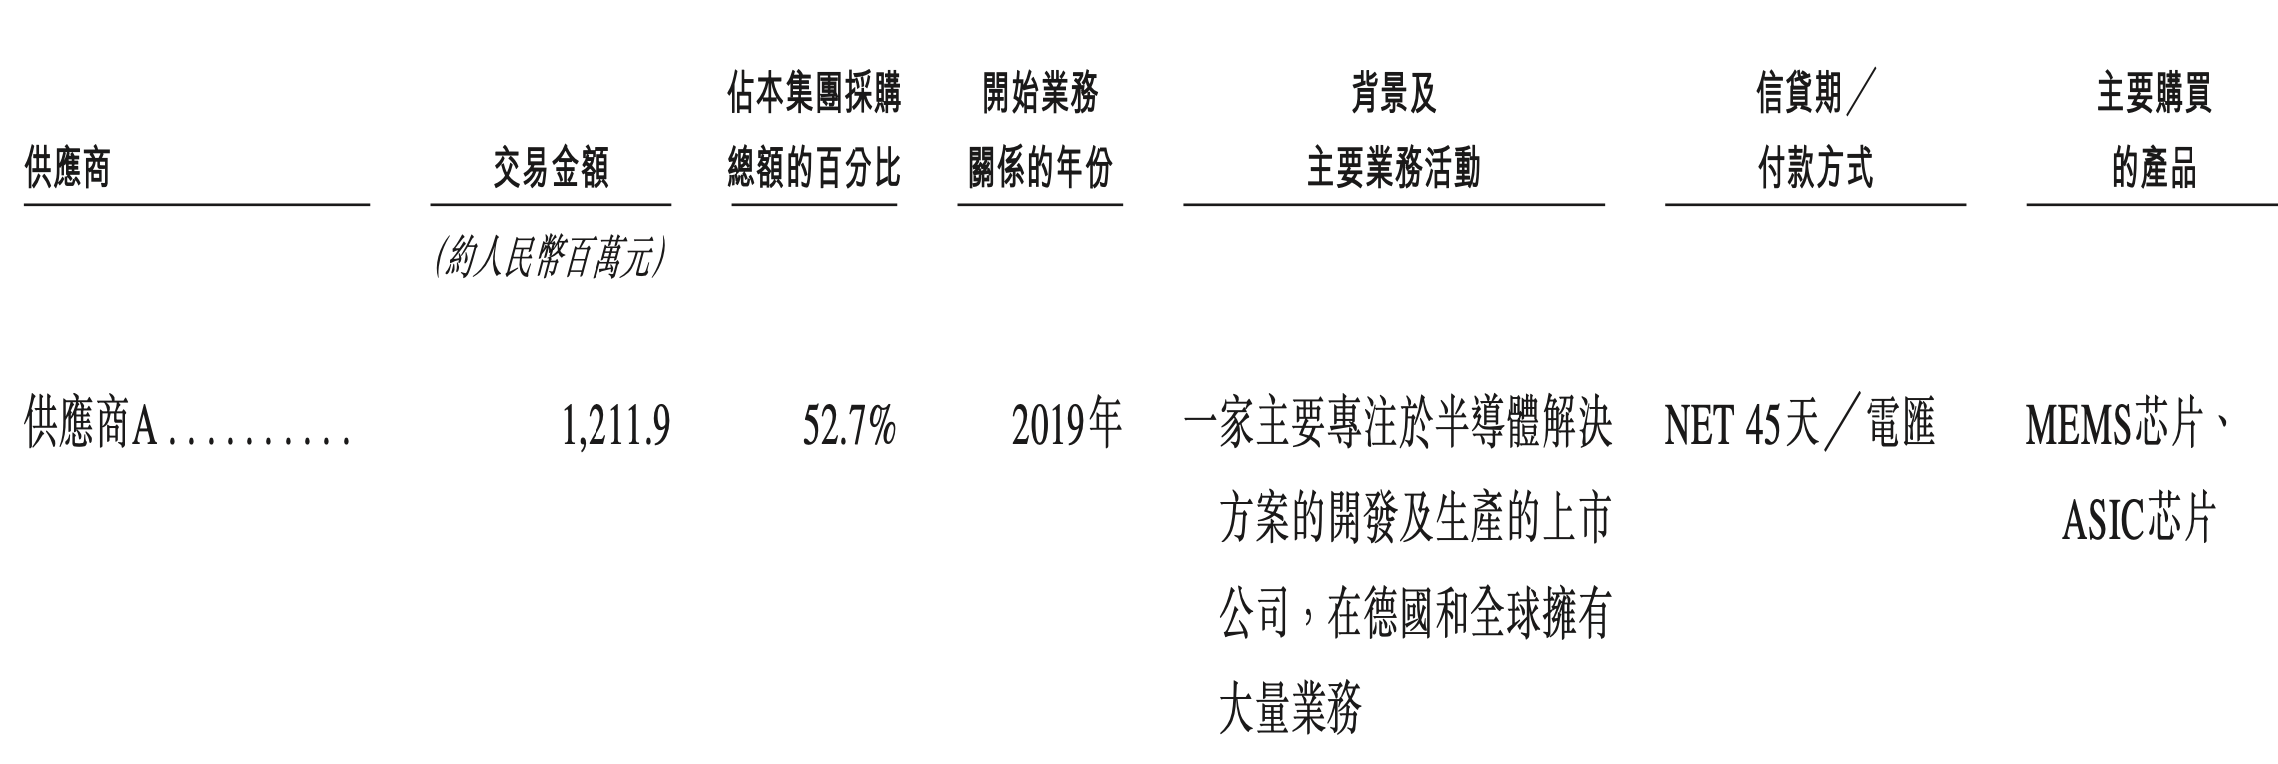 佔本集團採購 開始業務 背景及 信貸期／ 主要購買
供應商 交易金額 總額的百分比 關係的年份 主要業務活動 付款方式 的產品
（約人民幣百萬元）
供應商A . . . . . . . . . . 1,211.9 52.7% 2019年 一家主要專注於半導體解決 NET 45天／電匯 MEMS芯片、
方案的開發及生產的上市 ASIC芯片
公司，在德國和全球擁有
大量業務